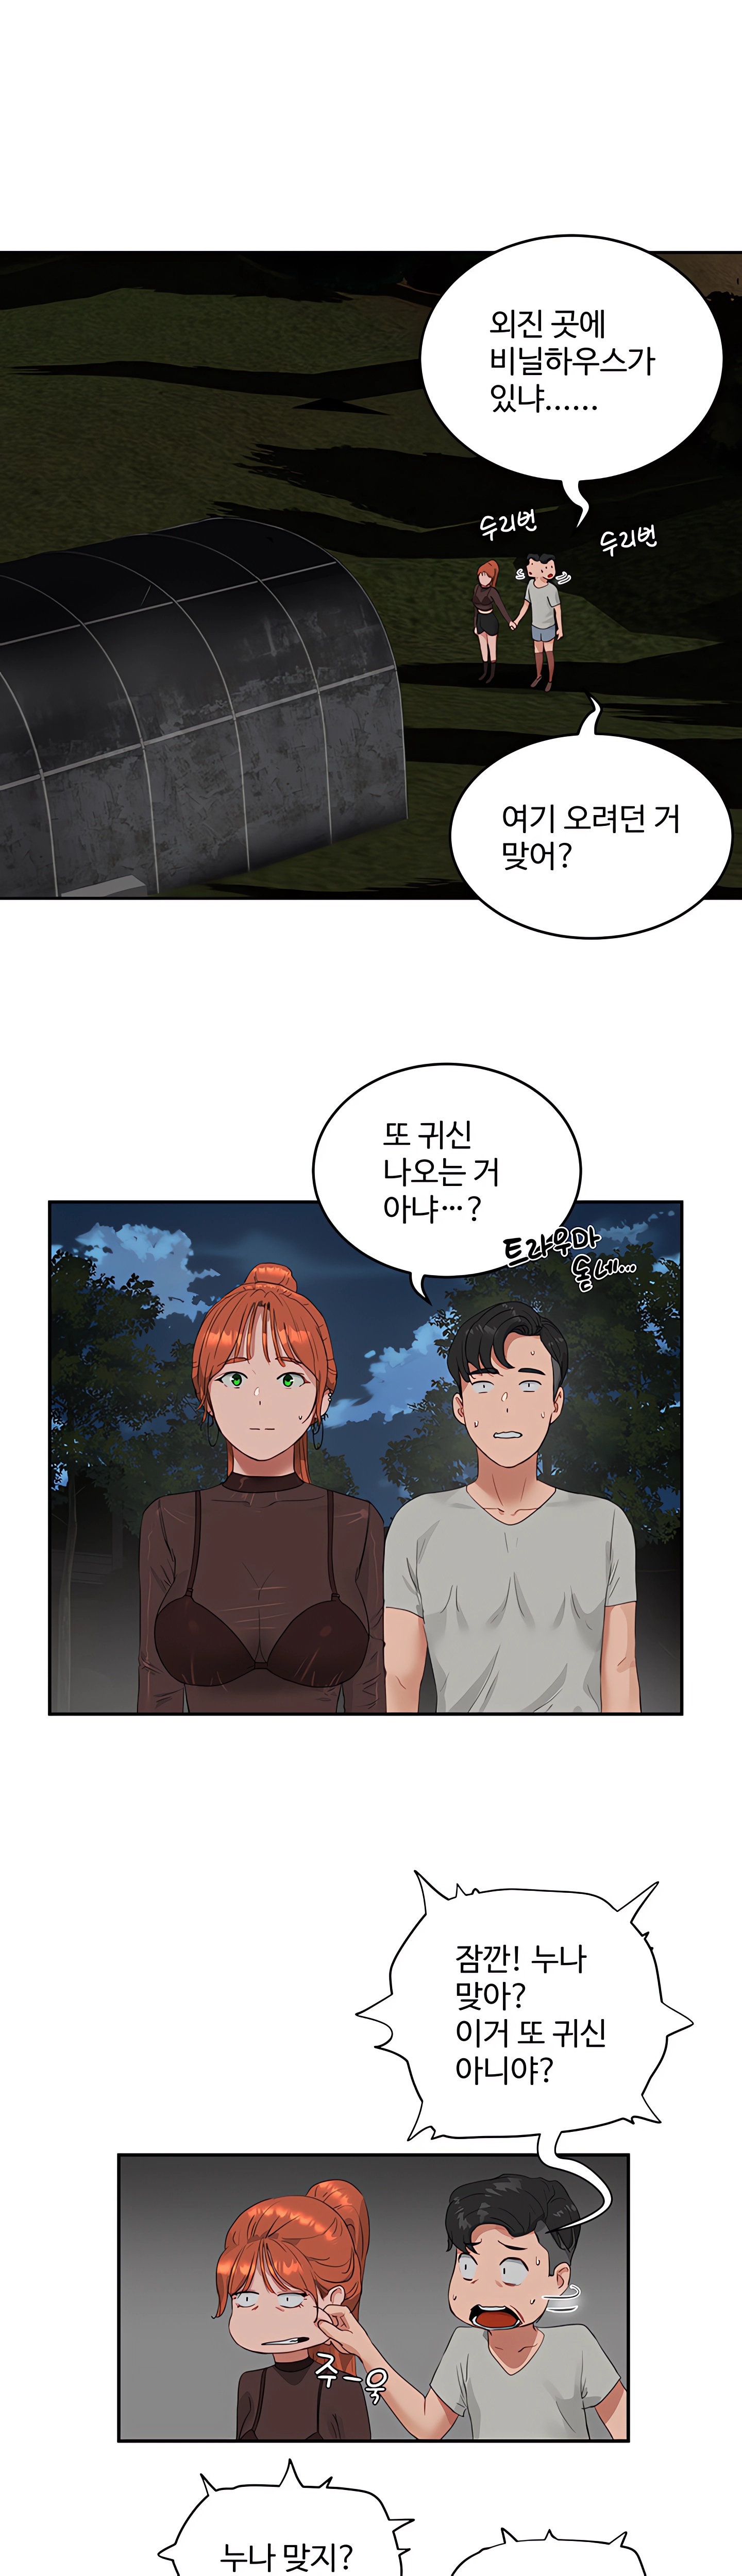 외진 곳에
비닐하우스가
있냐......
수리번
수리번
여기 오려던 거
맞어?
또 귀신
나오는 거
아냐…?
트라우마
돋네...
잠깐! 누나
맞아?
이거 또 귀신
아니야?
주-욱
누나 맞지?